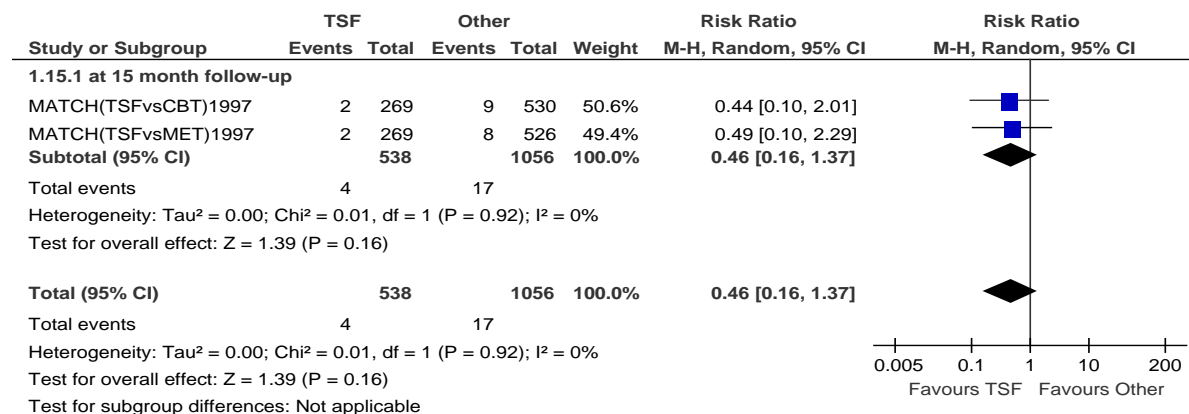 TSF Other Risk Ratio Risk Ratio
Study or Subgroup Events Total Events Total Weight M-H, Random, 95% CI M-H, Random, 95% CI
1.15.1 at 15 month follow-up
MATCH(TSFvsCBT)1997 2 269 9 530 50.6% 0.44 [0.10, 2.01]
MATCH(TSFvsMET)1997 2 269 8 526 49.4% 0.49 [0.10, 2.29]
Subtotal (95% CI) 538 1056 100.0% 0.46 [0.16, 1.37]
Total events 4 17
Heterogeneity: Tau² = 0.00; Chi² = 0.01, df = 1 (P = 0.92); I² = 0%
Test for overall effect: Z = 1.39 (P = 0.16)
Total (95% CI) 538 1056 100.0% 0.46 [0.16, 1.37]
Total events 4 17
Heterogeneity: Tau² = 0.00; Chi² = 0.01, df = 1 (P = 0.92); I² = 0%
Test for overall effect: Z = 1.39 (P = 0.16)
Test for subgroup differences: Not applicable
0.005 0.1 1 10 200
Favours TSF Favours Other